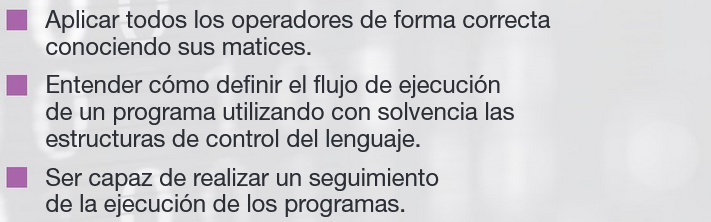 Aplicar todos los operadores de forma correcta
conociendo sus matices.
Entender cómo definir el flujo de ejecución
de un programa utilizando con solvencia las
estructuras de control del lenguaje.
Ser capaz de realizar un seguimiento
de la ejecución de los programas.